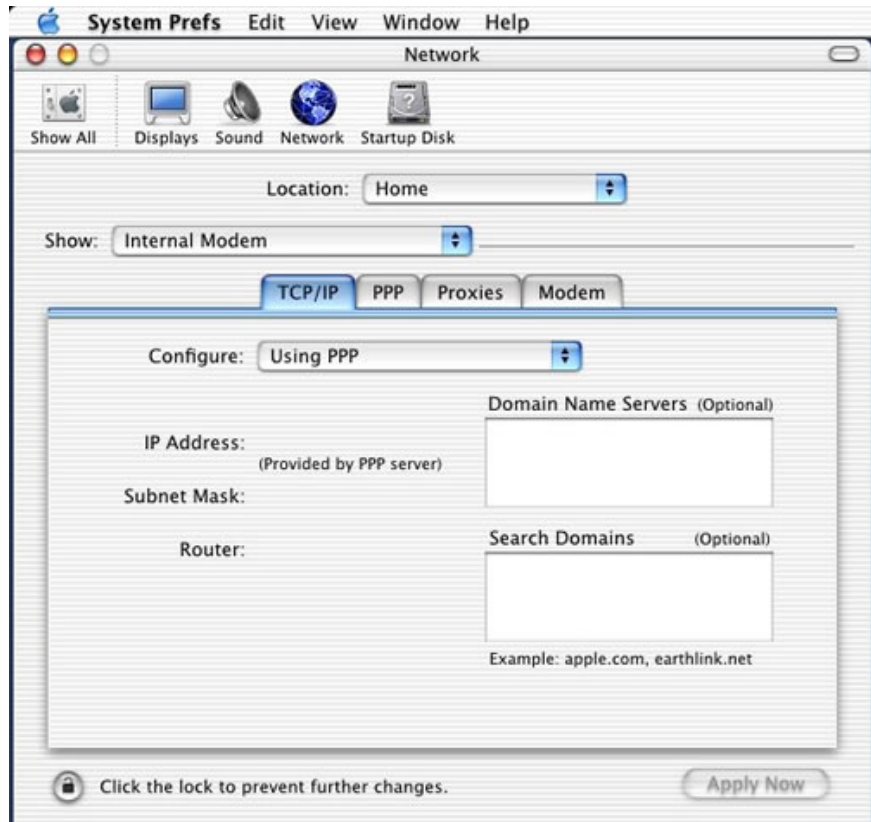 System Prefs Edit View Window Help
Network
Show All Displays Sound Network Startup Disk
Location: Home
Show: Internal Modem
TCP/IP PPP Proxies Modem
Configure: Using PPP
Domain Name Servers (Optional)
IP Address:
(Provided by PPP server)
Subnet Mask:
Router:
Search Domains (Optional)
Example: apple.com, earthlink.net
Click the lock to prevent further changes.
Apply Now